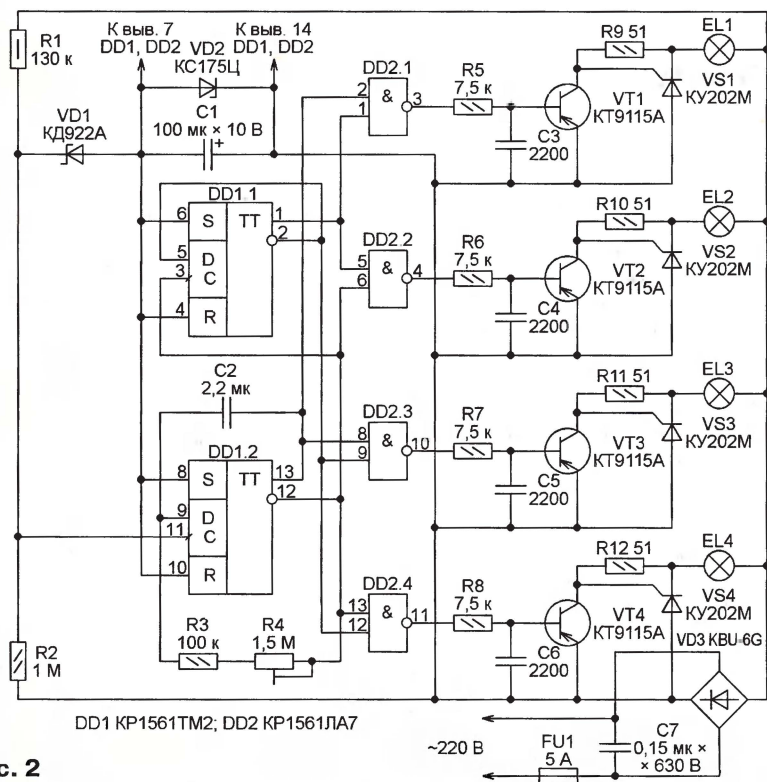 К выв. 7
DD1, DD2
VD2
КС175Ц
К выв. 14
DD1, DD2
R1
130 к
VD1
КД922А
C1
100 мк × 10 В
+
DD1.1
6 S TT 1
2
5 D
3 C
4 R
C2
2,2 мк
DD1.2
8 S TT 13
12
9 D
11 C
10 R
R2
1 М
R3
100 к
R4
1,5 М
DD2.1
2
1
&
3
R5
7,5 к
C3
2200
VT1
КТ9115А
R9 51
EL1
VS1
КУ202М
DD2.2
5
6
&
4
R6
7,5 к
C4
2200
VT2
КТ9115А
R10 51
EL2
VS2
КУ202М
DD2.3
8
9
&
10
R7
7,5 к
C5
2200
VT3
КТ9115А
R11 51
EL3
VS3
КУ202М
DD2.4
13
12
&
11
R8
7,5 к
C6
2200
VT4
КТ9115А
R12 51
EL4
VS4
КУ202М
VD3 KBU-6G
DD1 КР1561ТМ2; DD2 КР1561ЛА7
~220 В
FU1
5 А
C7
0,15 мк ×
× 630 В
с. 2